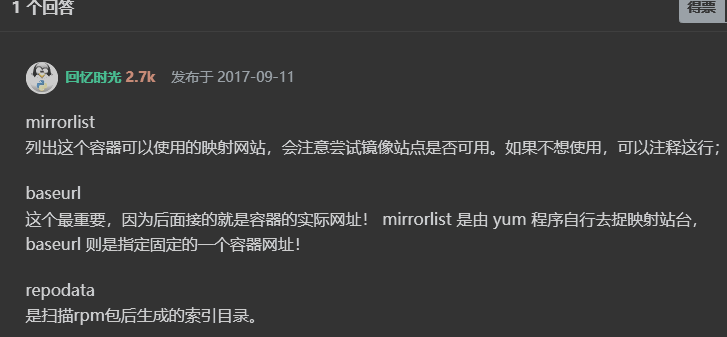 1 个回答
得票
回忆时光 2.7k 发布于 2017-09-11
mirrorlist
列出这个容器可以使用的映射网站，会注意尝试镜像站点是否可用。如果不想使用，可以注释这行；
baseurl
这个最重要，因为后面接的就是容器的实际网址！ mirrorlist 是由 yum 程序自行去捉映射站台，
baseurl 则是指定固定的一个容器网址！
repodata
是扫描rpm包后生成的索引目录。